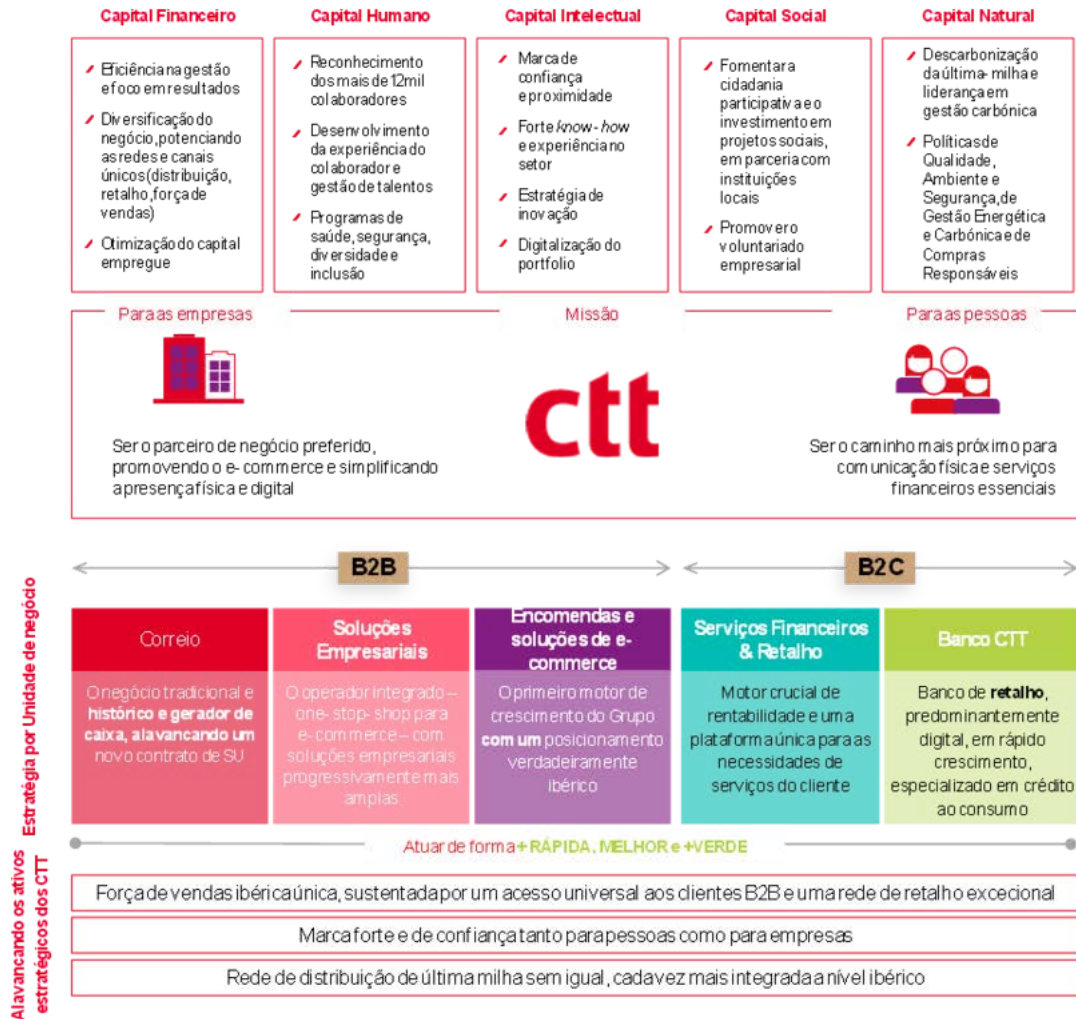 Capital Financeiro
Eficiência na gestão
e foco em resultados
Diversificação do
negócio, potenciando
as redes e canais
únicos (distribuição,
retalho, força de
vendas)
Otimização do capital
empregue
Capital Humano
Reconhecimento
dos mais de 12 mil
colaboradores
Desenvolvimento
da experiência do
colaborador e
gestão de talentos
Programas de
saúde, segurança,
diversidade e
inclusão
Capital Intelectual
Marca de
confiança
e proximidade
Forte know-how
e experiência no
setor
Estratégia de
inovação
Digitalização do
portfolio
Capital Social
Fomentar a
cidadania
participativa e o
investimento em
projetos sociais,
em parceria com
instituições
locais
Promover o
voluntariado
empresarial
Capital Natural
Descarbonização
da última-milha e
liderança em
gestão carbónica
Políticas de
Qualidade,
Ambiente e
Segurança, de
Gestão Energética
e Carbónica e de
Compras
Responsáveis
Para as empresas
Missão
Para as pessoas
ctt
Ser o parceiro de negócio preferido,
promovendo o e-commerce e simplificando
a presença física e digital
Ser o caminho mais próximo para
comunicação física e serviços
financeiros essenciais
Estratégia por Unidade de negócio
B2B
B2C
Correio
O negócio tradicional e
histórico e gerador de
caixa, alavancando um
novo contrato de SU
Soluções
Empresariais
O operador integrado –
one-stop-shop para
e-commerce – com
soluções empresariais
progressivamente mais
amplas
Encomendas e
soluções de e-
commerce
O primeiro motor de
crescimento do Grupo
com um posicionamento
verdadeiramente
ibérico
Serviços Financeiros
& Retalho
Motor crucial de
rentabilidade e uma
plataforma única para as
necessidades de
serviços do cliente
Banco CTT
Banco de retalho,
predominantemente
digital, em rápido
crescimento,
especializado em crédito
ao consumo
Atuar de forma +RÁPIDA, MELHOR e +VERDE
Alavancando os ativos
estratégicos dos CTT
Força de vendas ibérica única, sustentada por um acesso universal aos clientes B2B e uma rede de retalho excecional
Marca forte e de confiança tanto para pessoas como para empresas
Rede de distribuição de última milha sem igual, cada vez mais integrada a nível ibérico